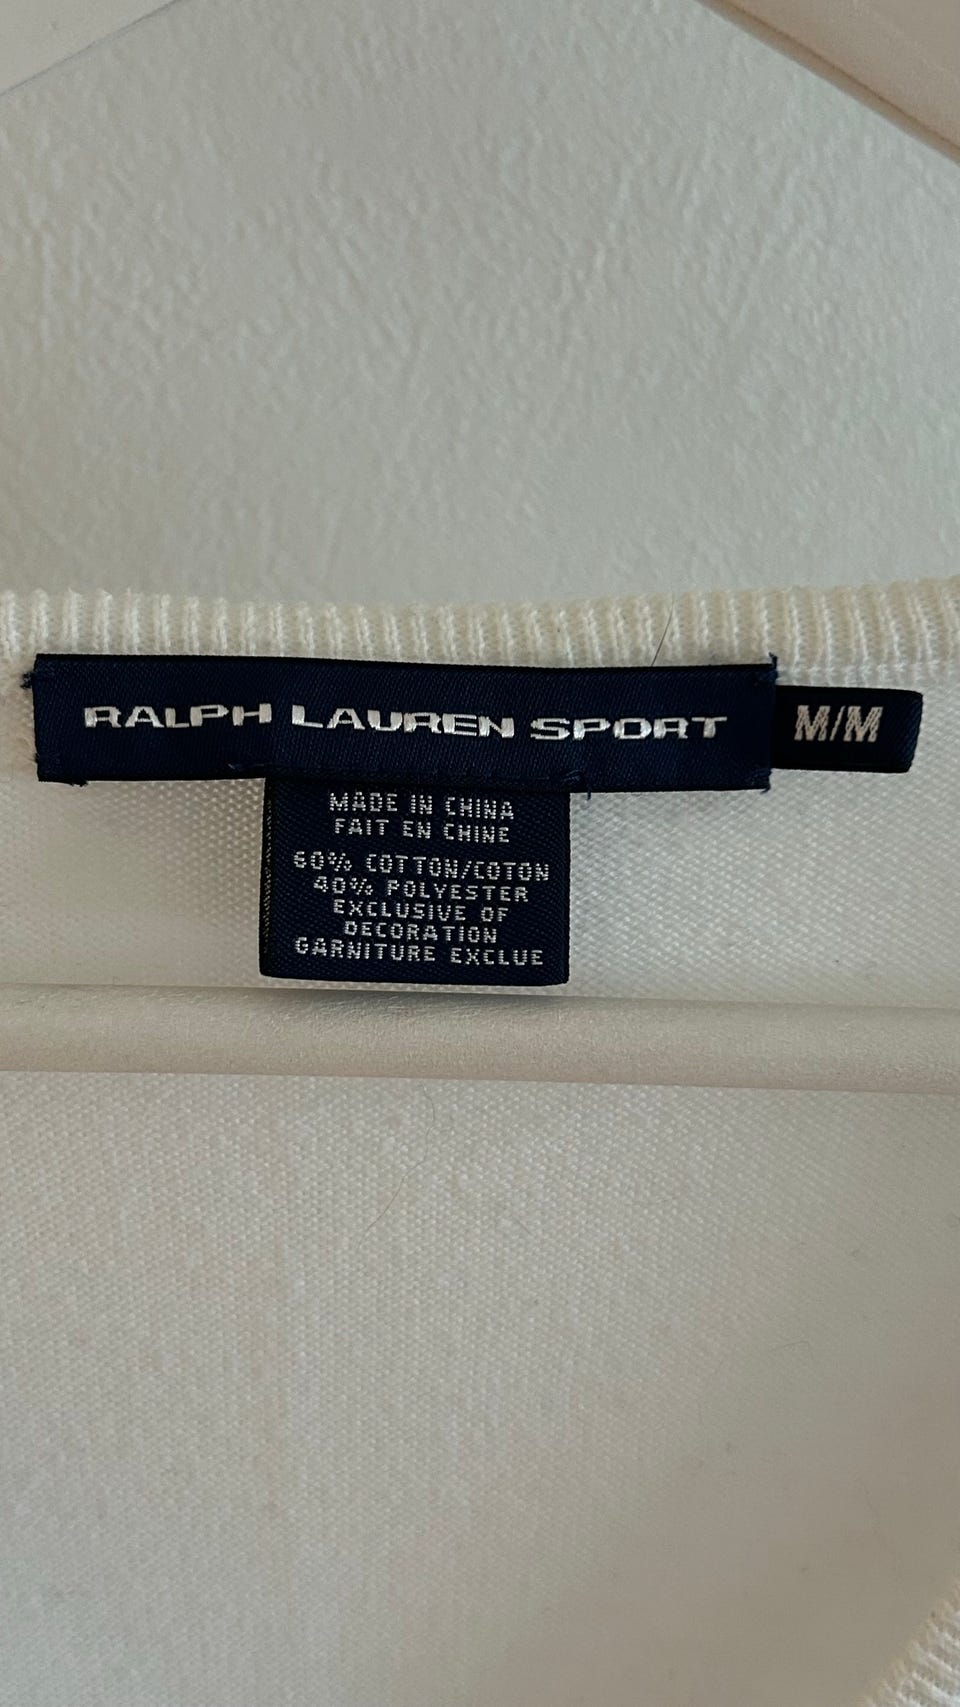 RALPH LAUREN SPORT
M/M
MADE IN CHINA
FAIT EN CHINE
60% COTTON/COTON
40% POLYESTER
EXCLUSIVE OF
DECORATION
GARNITURE EXCLUE